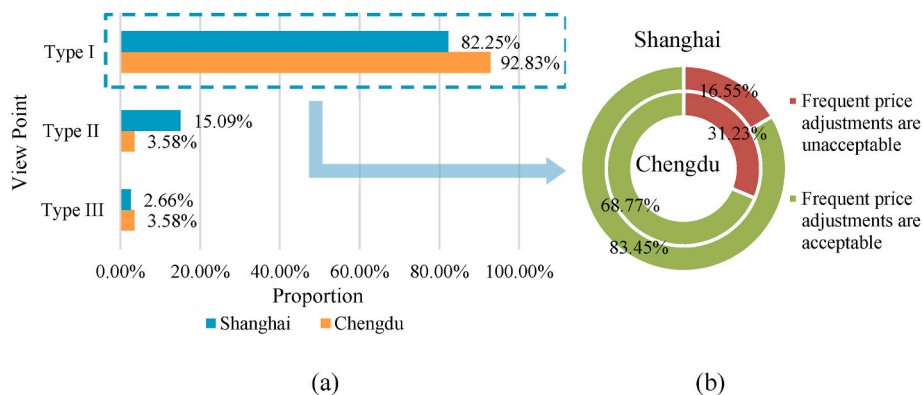 View Point
Type I
82.25%
92.83%
Type II
15.09%
3.58%
Type III
2.66%
3.58%
0.00% 20.00% 40.00% 60.00% 80.00% 100.00%
Proportion
Shanghai Chengdu
(a)
Shanghai
16.55%
31.23%
Chengdu
68.77%
83.45%
Frequent price
adjustments are
unacceptable
Frequent price
adjustments are
acceptable
(b)